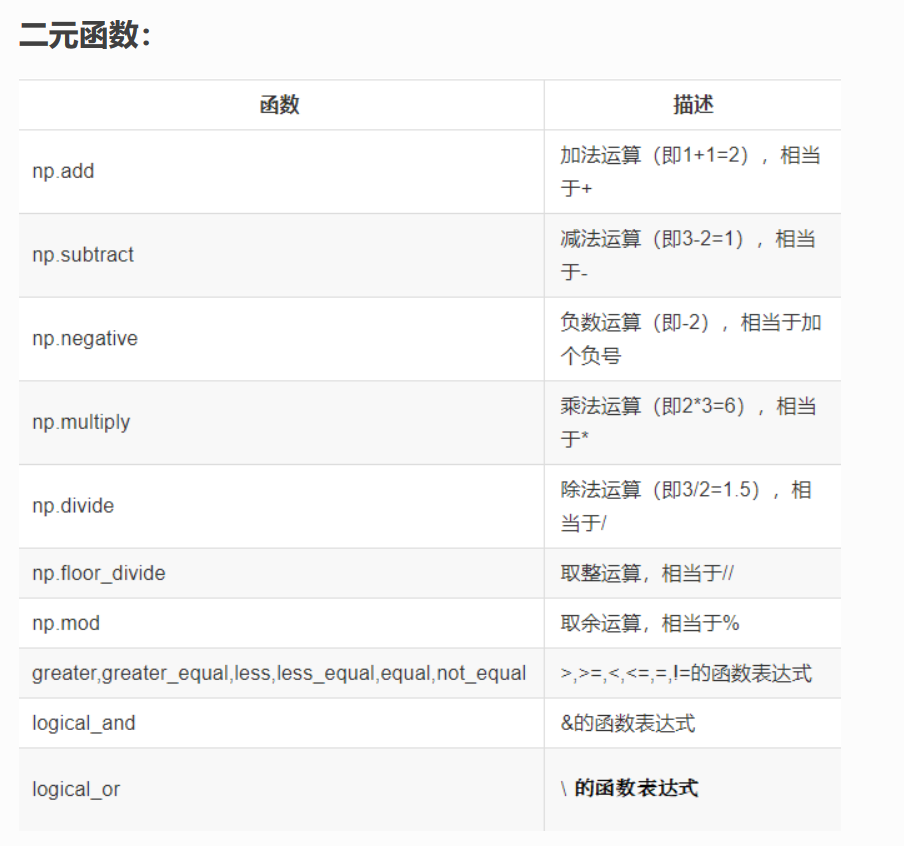 二元函数：
函数 描述
np.add 加法运算（即1+1=2），相当
于+
np.subtract 减法运算（即3-2=1），相当
于-
np.negative 负数运算（即-2），相当于加
个负号
np.multiply 乘法运算（即2*3=6），相当
于*
np.divide 除法运算（即3/2=1.5），相
当于/
np.floor_divide 取整运算，相当于//
np.mod 取余运算，相当于%
greater,greater_equal,less,less_equal,equal,not_equal >,>=,<,<=,=,!=的函数表达式
logical_and &的函数表达式
logical_or \ 的函数表达式